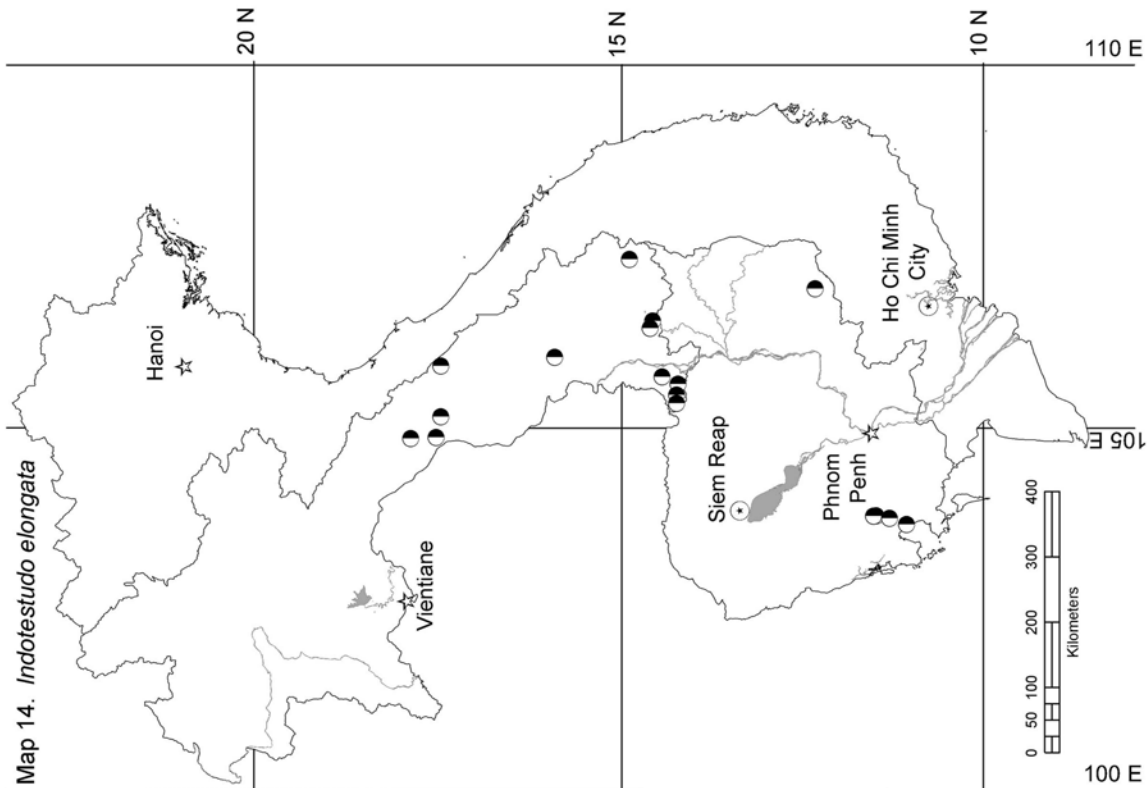 Map 14. Indotestudo elongata
20 N
15 N
10 N
Hanoi
Vientiane
Siem Reap
Phnom
Penh
Ho Chi Minh
City
0 50 100 200 300 400
Kilometers
100 E
105 E
110 E